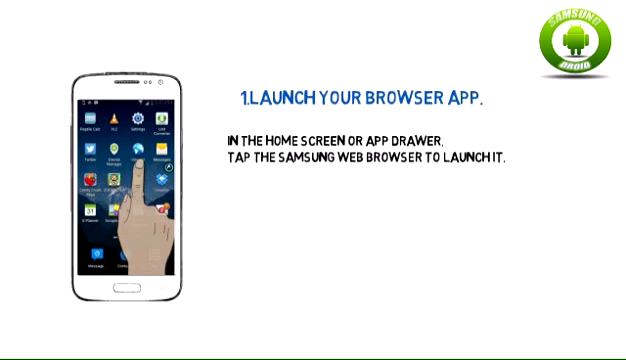 SAMSUNG
DROID
1.LAUNCH YOUR BROWSER APP.
IN THE HOME SCREEN OR APP DRAWER,
TAP THE SAMSUNG WEB BROWSER TO LAUNCH IT.
Settings
Twitter
Messages
Message